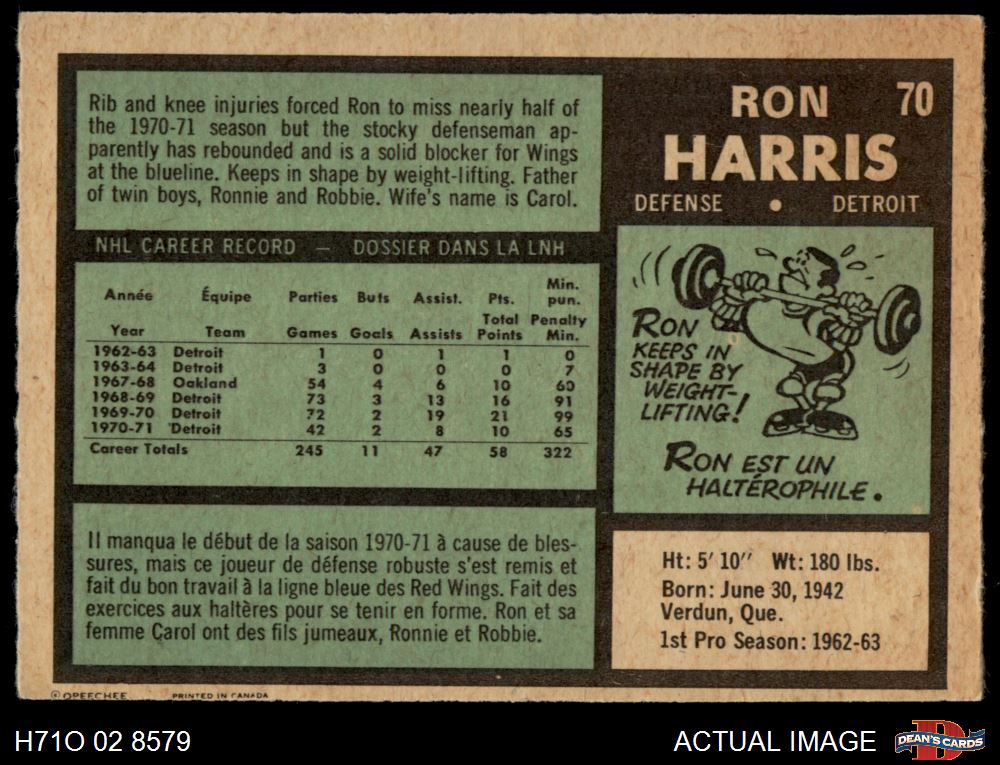 Rib and knee injuries forced Ron to miss nearly half of
the 1970-71 season but the stocky defenseman ap-
parently has rebounded and is a solid blocker for Wings
at the blueline. Keeps in shape by weight-lifting. Father
of twin boys, Ronnie and Robbie. Wife's name is Carol.
RON 70
HARRIS
DEFENSE • DETROIT
NHL CAREER RECORD — DOSSIER DANS LA LNH
Année Équipe Parties Buts Assist. Pts. Min. pun.
Year Team Games Goals Assists Total Points Penalty Min.
1962-63 Detroit 1 0 1 1 0
1963-64 Detroit 3 0 0 0 7
1967-68 Oakland 54 4 6 10 60
1968-69 Detroit 73 3 13 16 91
1969-70 Detroit 72 2 19 21 99
1970-71 Detroit 42 2 8 10 65
Career Totals 245 11 47 58 322
RON
KEEPS IN
SHAPE BY
WEIGHT-
LIFTING!
RON EST UN
HALTÉROPHILE.
Il manqua le début de la saison 1970-71 à cause de bles-
sures, mais ce joueur de défense robuste s'est remis et
fait du bon travail à la ligne bleue des Red Wings. Fait des
exercices aux haltères pour se tenir en forme. Ron et sa
femme Carol ont des fils jumeaux, Ronnie et Robbie.
Ht: 5' 10" Wt: 180 lbs.
Born: June 30, 1942
Verdun, Que.
1st Pro Season: 1962-63
© OPEECHEE PRINTED IN CANADA
H71O 02 8579
ACTUAL IMAGE
DEAN'S CARDS